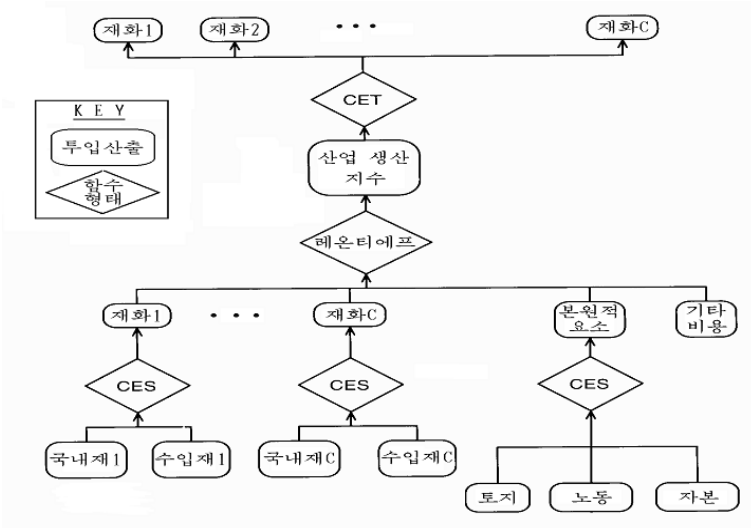 재화1 재화2 ··· 재화C
CET
KEY
투입산출
함수
형태
산업 생산
지수
레온티에프
재화1 ··· 재화C 본원적
요소 기타
비용
CES CES CES
국내재1 수입재1 국내재C 수입재C
토지 노동 자본